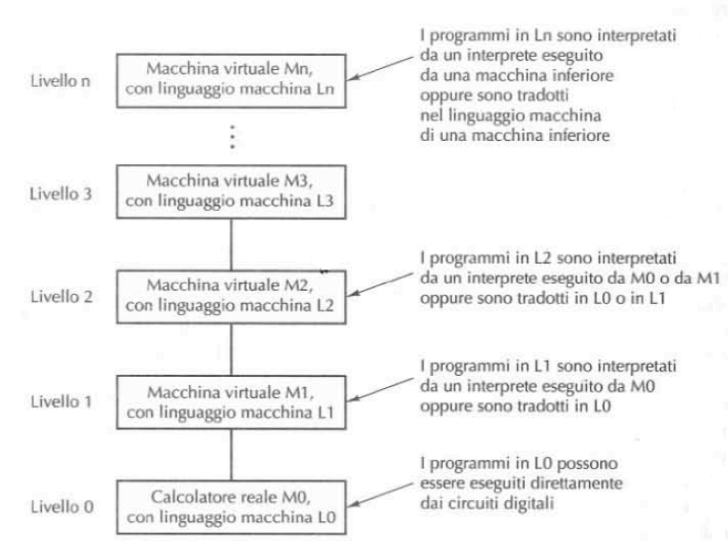 I programmi in Ln sono interpretati
da un interprete eseguito
da una macchina inferiore
oppure sono tradotti
nel linguaggio macchina
di una macchina inferiore
Livello n
Macchina virtuale Mn,
con linguaggio macchina Ln
Livello 3
Macchina virtuale M3,
con linguaggio macchina L3
Livello 2
Macchina virtuale M2,
con linguaggio macchina L2
I programmi in L2 sono interpretati
da un interprete eseguito da M0 o da M1
oppure sono tradotti in L0 o in L1
Livello 1
Macchina virtuale M1,
con linguaggio macchina L1
I programmi in L1 sono interpretati
da un interprete eseguito da M0
oppure sono tradotti in L0
Livello 0
Calcolatore reale M0,
con linguaggio macchina L0
I programmi in L0 possono
essere eseguiti direttamente
dai circuiti digitali